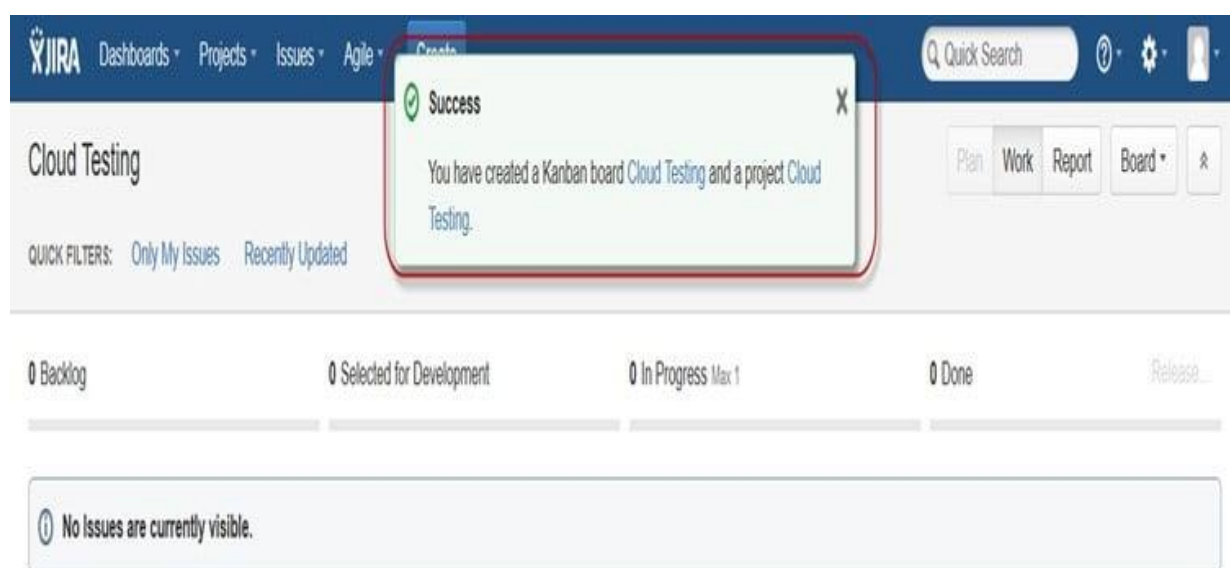 JIRA Dashboards Projects Issues Agile Create Quick Search
Success
Cloud Testing
Plan Work Report Board
You have created a Kanban board Cloud Testing and a project Cloud
Testing.
QUICK FILTERS: Only My Issues Recently Updated
0 Backlog 0 Selected for Development 0 In Progress Max 1 0 Done Release...
No Issues are currently visible.